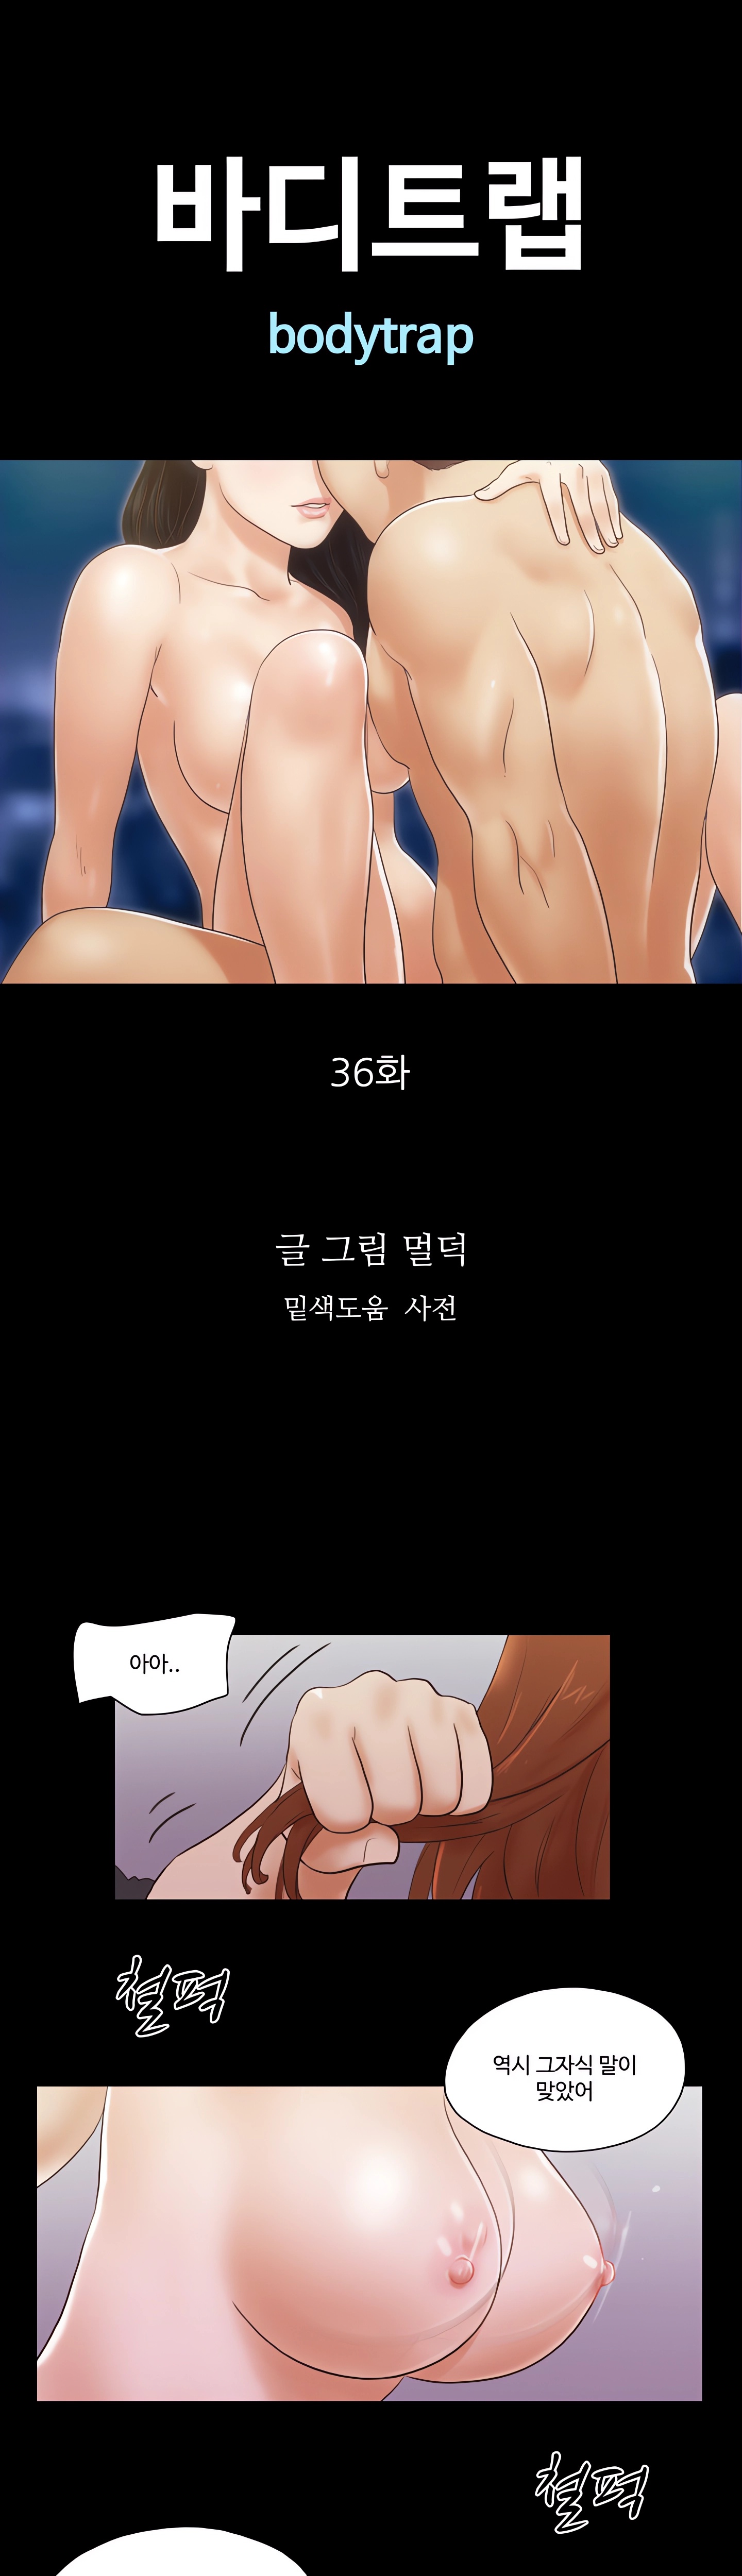 바디트랩
bodytrap
36화
글 그림 멀덕
밑색도움 사전
아아..
철퍽
역시 그자식 말이
맞았어
철퍽